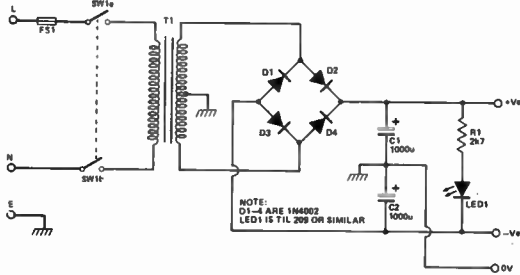 L
FS1
SW1a
T1
D1
D2
D3
D4
+Ve
C1
1000u
R1
2k7
N
SW1b
C2
1000u
LED1
NOTE:
D1-4 ARE 1N4002
LED1 IS TIL 209 OR SIMILAR
E
-Ve
0V